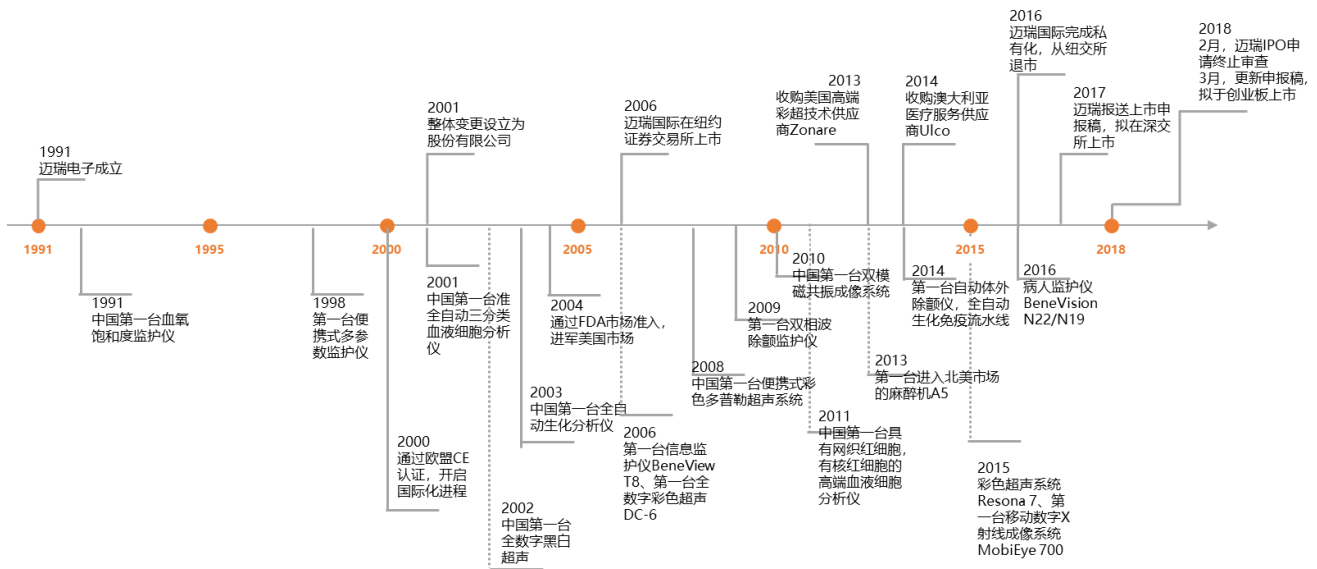 1991
迈瑞电子成立
2001
整体变更设立为
股份有限公司
2006
迈瑞国际在纽约
证券交易所上市
2013
收购美国高端
彩超技术供应
商Zonare
2014
收购澳大利亚
医疗服务供应
商Ulco
2016
迈瑞国际完成私
有化，从纽交所
退市
2017
迈瑞报送上市申
报稿，拟在深交
所上市
2018
2月，迈瑞IPO申
请终止审查
3月，更新申报稿，
拟于创业板上市
1991
1995
2000
2005
2010
2015
2018
1991
中国第一台血氧
饱和度监护仪
1998
第一台便
携式多参
数监护仪
2000
通过欧盟CE
认证，开启
国际化进程
2001
中国第一台准
全自动三分类
血液细胞分析
仪
2002
中国第一台
全数字黑白
超声
2003
中国第一台全自
动生化分析仪
2004
通过FDA市场准入，
进军美国市场
2006
第一台信息监
护仪BeneView
T8、第一台全
数字彩色超声
DC-6
2008
中国第一台便携式彩
色多普勒超声系统
2009
第一台双相波
除颤监护仪
2010
中国第一台双模
磁共振成像系统
2011
中国第一台具
有网织红细胞，
有核红细胞的
高端血液细胞
分析仪
2013
第一台进入北美市场
的麻醉机A5
2014
第一台自动体外
除颤仪，全自动
生化免疫流水线
2015
彩色超声系统
Resona 7、第
一台移动数字X
射线成像系统
MobiEye 700
2016
病人监护仪
BeneVision
N22/N19